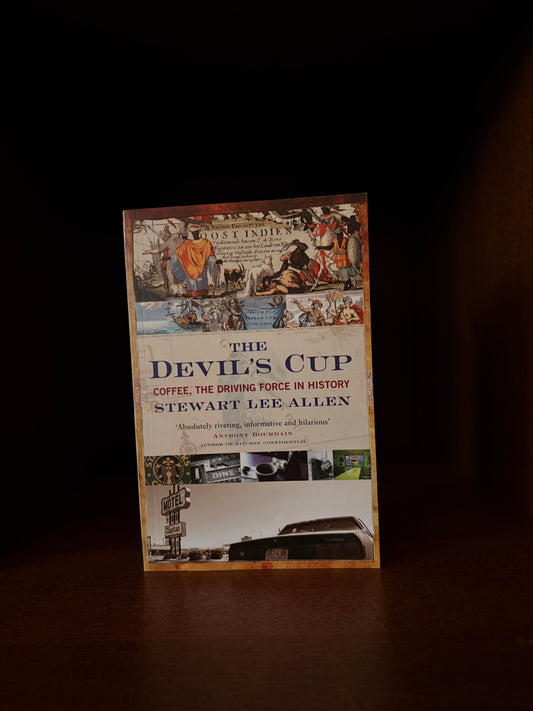 OOST INDIEN
THE
DEVIL'S CUP
COFFEE, THE DRIVING FORCE IN HISTORY
STEWART LEE ALLEN
'Absolutely riveting, informative and hilarious'
ANTHONY BOURDAIN
AUTHOR OF KITCHEN CONFIDENTIAL
DINE
MOTEL